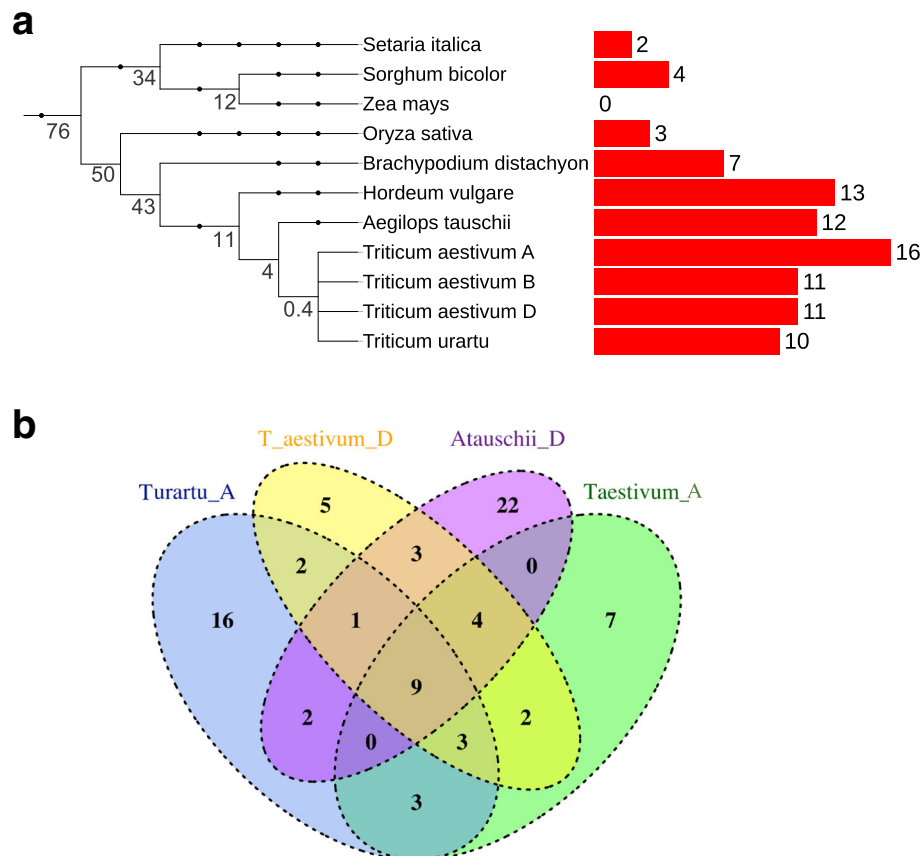 a
Setaria italica 2
34
Sorghum bicolor 4
12
Zea mays 0
76
Oryza sativa 3
50
Brachypodium distachyon 7
43
Hordeum vulgare 13
11
Aegilops tauschii 12
4
Triticum aestivum A 16
Triticum aestivum B 11
0.4
Triticum aestivum D 11
Triticum urartu 10
b
T_aestivum_D Atauschii_D
Turartu_A Taestivum_A
5 22
2 3 0
16 1 4 7
9
2 0 3 2
3